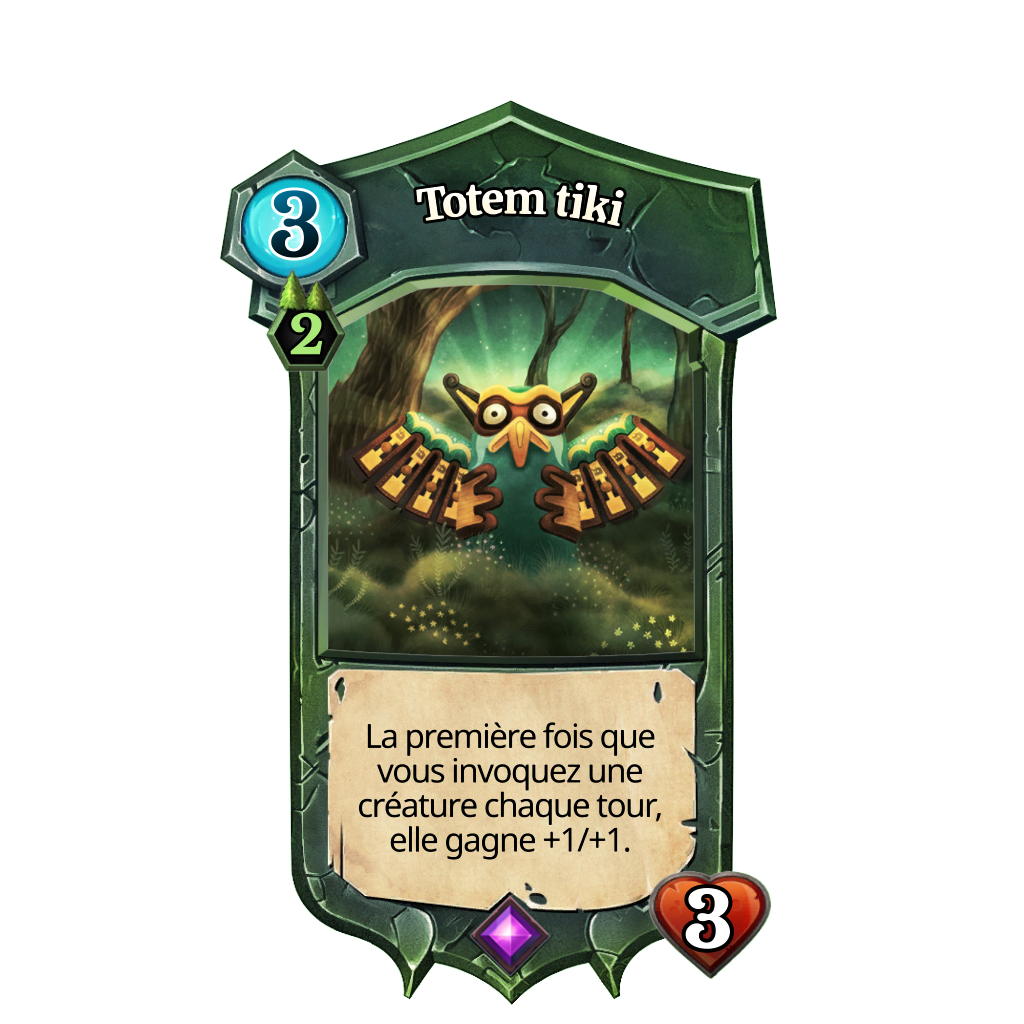 3
Totem tiki
2
La première fois que
vous invoquez une
créature chaque tour,
elle gagne +1/+1.
3